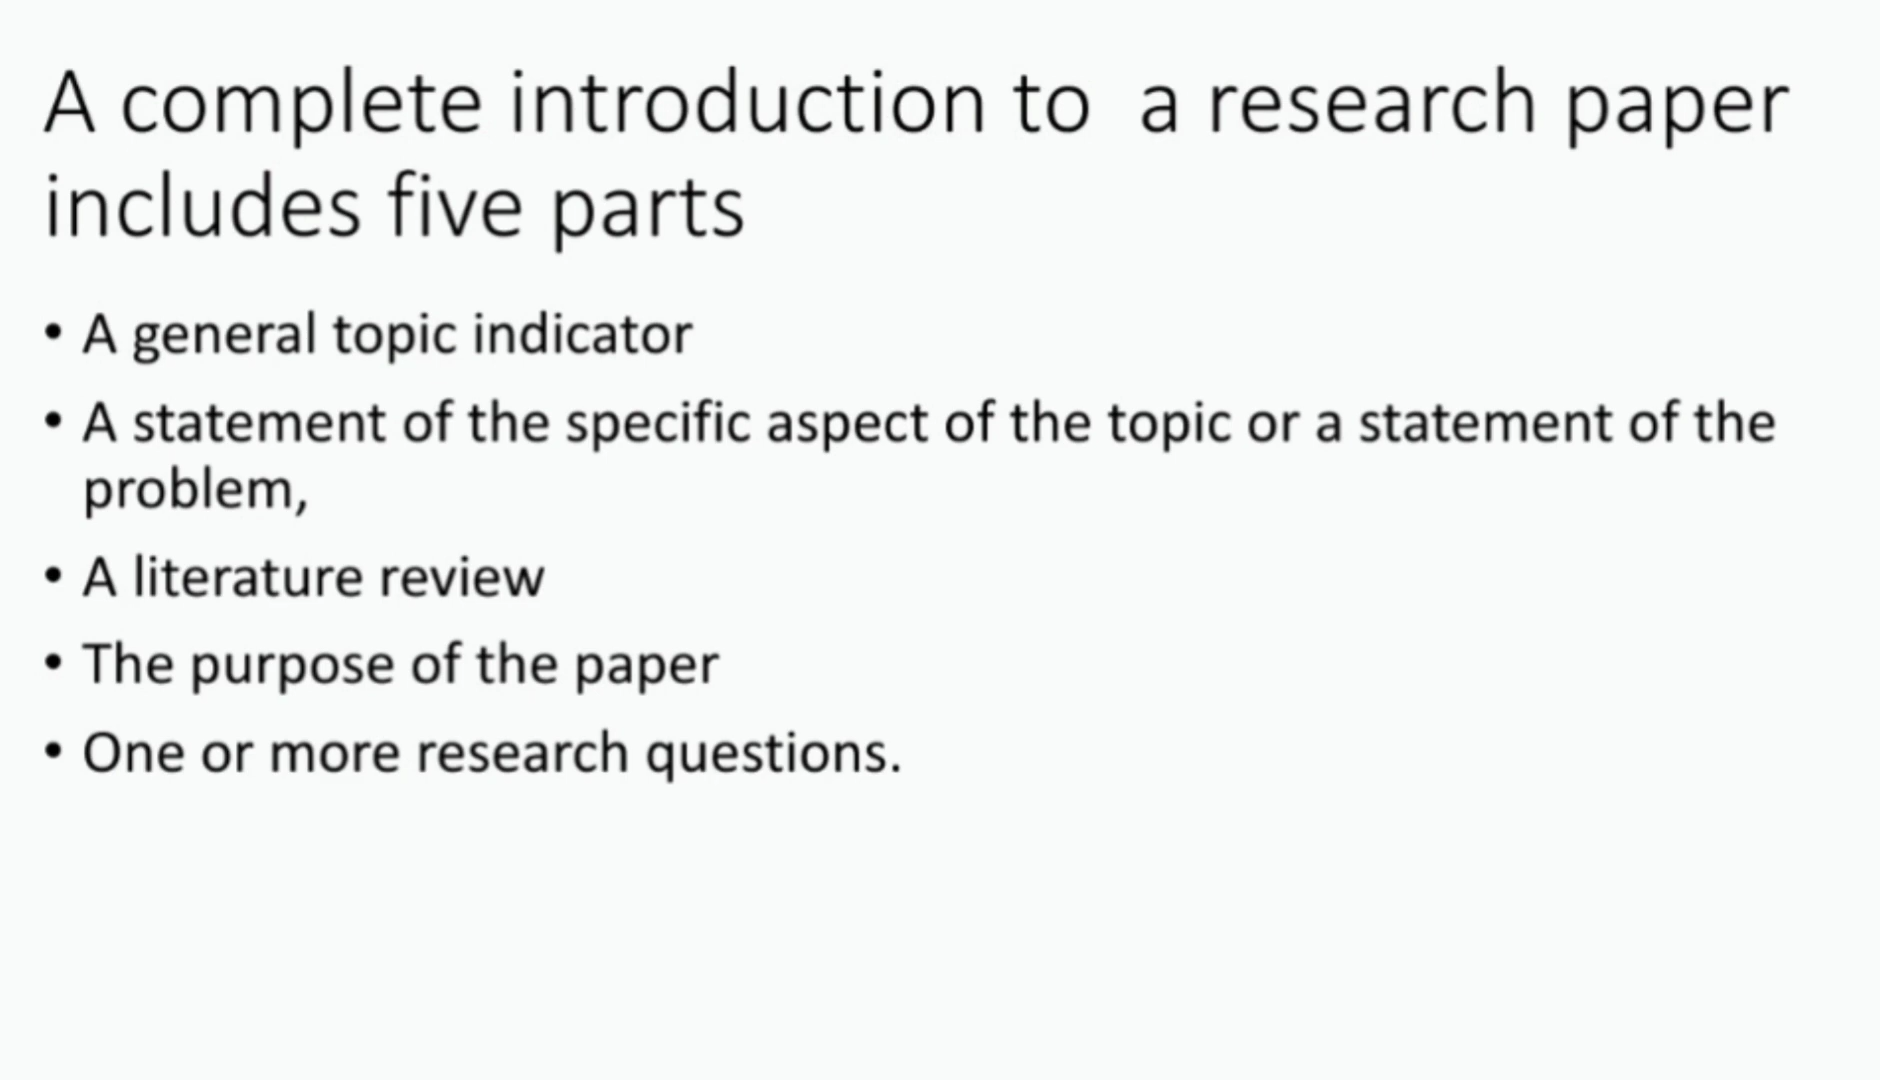 A complete introduction to  a research paper
includes five parts
• A general topic indicator
• A statement of the specific aspect of the topic or a statement of the
problem,
• A literature review
• The purpose of the paper
• One or more research questions.